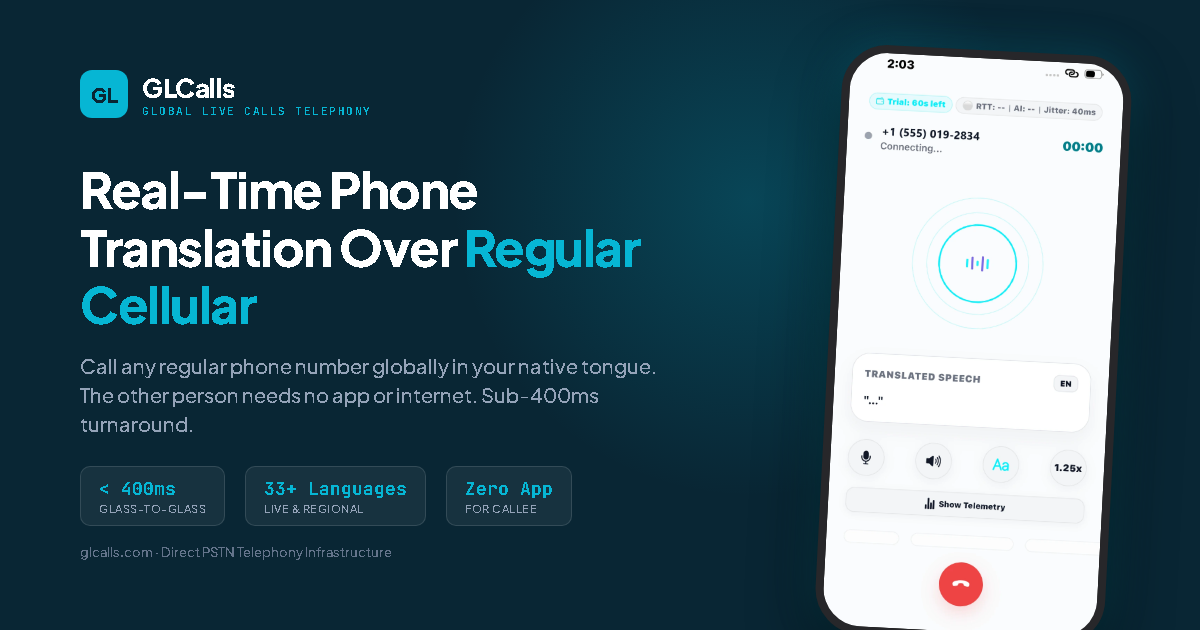 GL
GLCalls
GLOBAL LIVE CALLS TELEPHONY
Real-Time Phone
Translation Over Regular
Cellular
Call any regular phone number globally in your native tongue.
The other person needs no app or internet. Sub-400ms
turnaround.
< 400ms
GLASS-TO-GLASS
33+ Languages
LIVE & REGIONAL
Zero App
FOR CALLEE
glcalls.com · Direct PSTN Telephony Infrastructure
2:03
Trial: 60s left
RTT: -- | AI: -- | Jitter: 40ms
+1 (555) 019-2834
Connecting...
00:00
TRANSLATED SPEECH
EN
"..."
Aa
1.25x
Show Telemetry